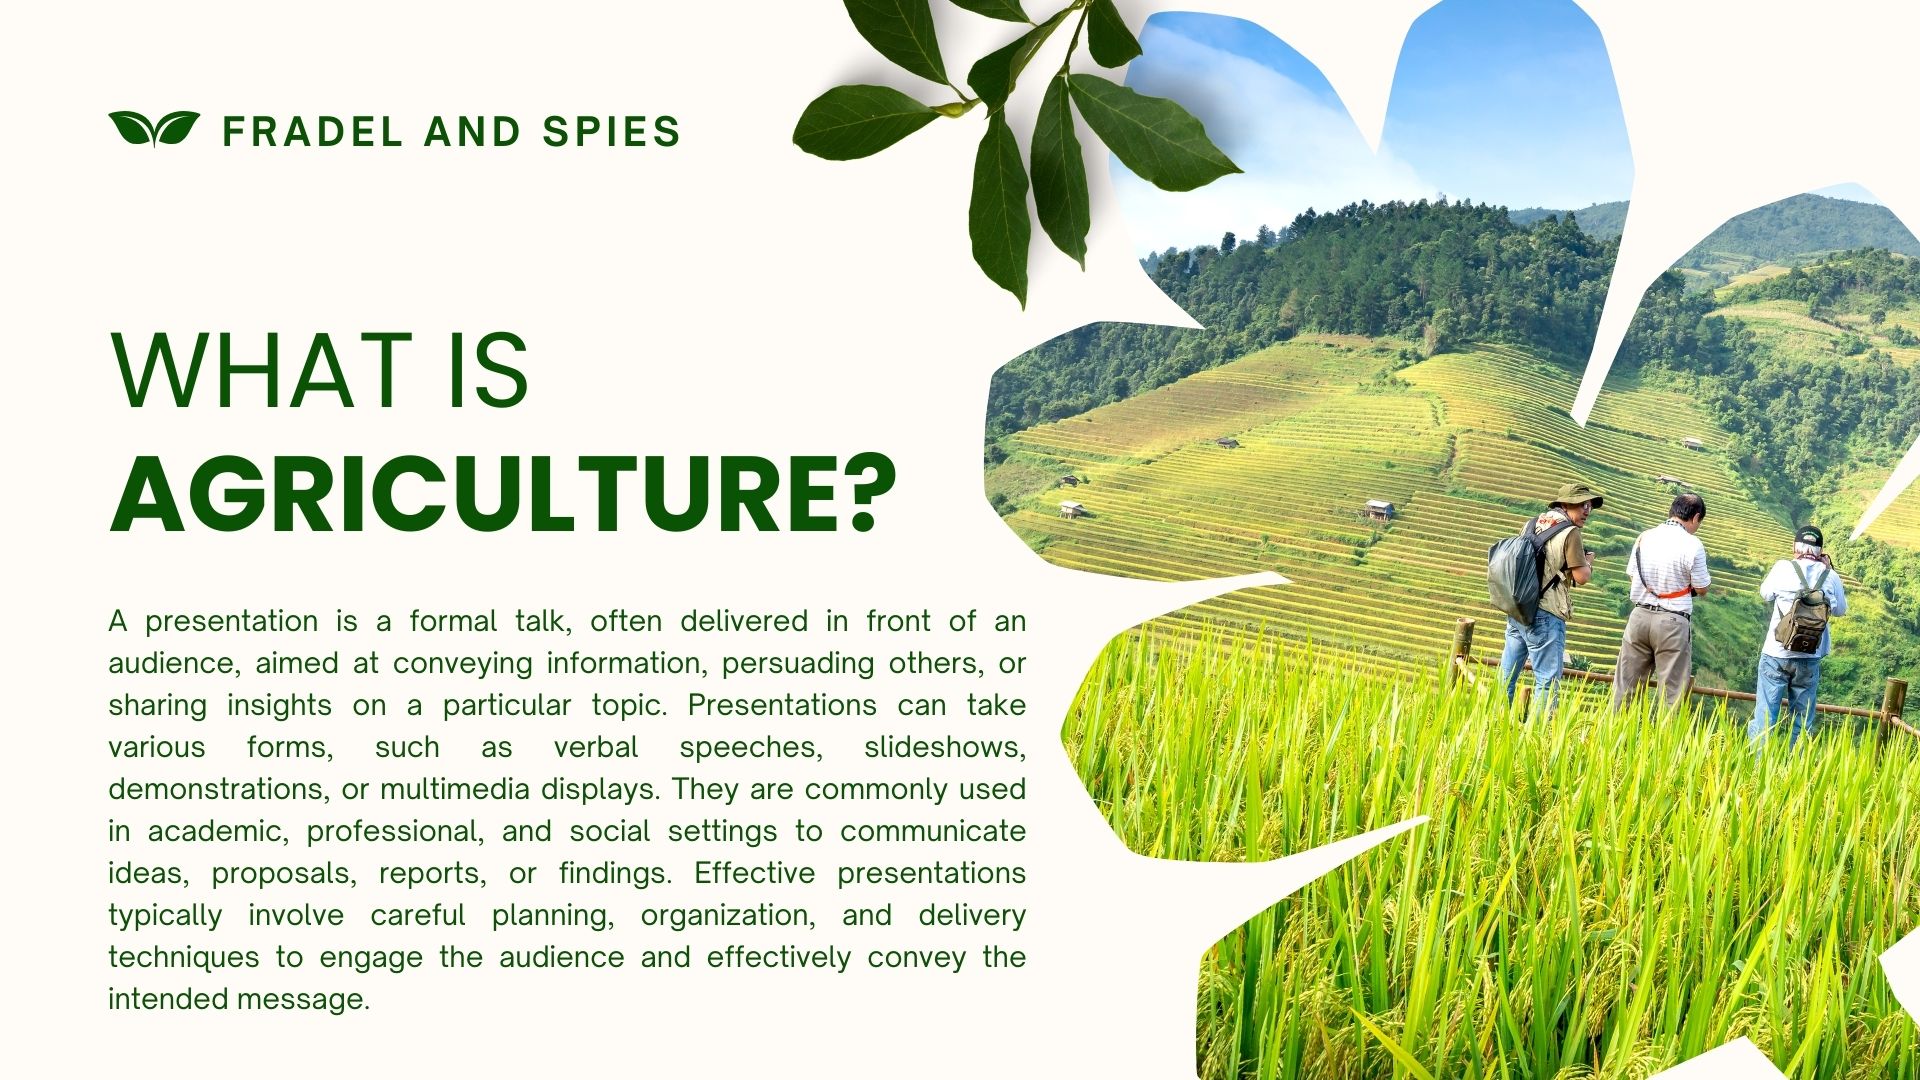 FRADEL AND SPIES
WHAT IS
AGRICULTURE?
A presentation is a formal talk, often delivered in front of an
audience, aimed at conveying information, persuading others, or
sharing insights on a particular topic. Presentations can take
various forms, such as verbal speeches, slideshows,
demonstrations, or multimedia displays. They are commonly used
in academic, professional, and social settings to communicate
ideas, proposals, reports, or findings. Effective presentations
typically involve careful planning, organization, and delivery
techniques to engage the audience and effectively convey the
intended message.